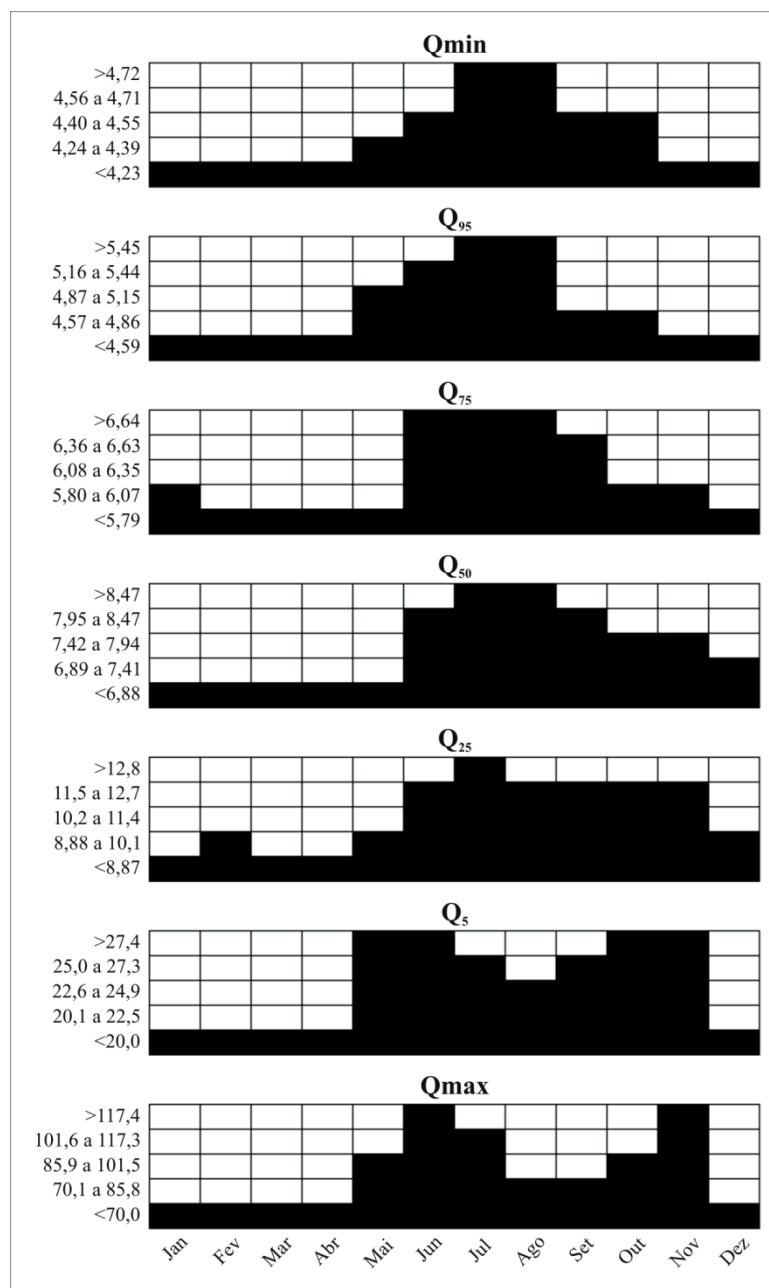 Qmin
>4,72
4,56 a 4,71
4,40 a 4,55
4,24 a 4,39
<4,23
Q95
>5,45
5,16 a 5,44
4,87 a 5,15
4,57 a 4,86
<4,59
Q75
>6,64
6,36 a 6,63
6,08 a 6,35
5,80 a 6,07
<5,79
Q50
>8,47
7,95 a 8,47
7,42 a 7,94
6,89 a 7,41
<6,88
Q25
>12,8
11,5 a 12,7
10,2 a 11,4
8,88 a 10,1
<8,87
Q5
>27,4
25,0 a 27,3
22,6 a 24,9
20,1 a 22,5
<20,0
Qmax
>117,4
101,6 a 117,3
85,9 a 101,5
70,1 a 85,8
<70,0
Jan Fev Mar Abr Mai Jun Jul Ago Set Out Nov Dez